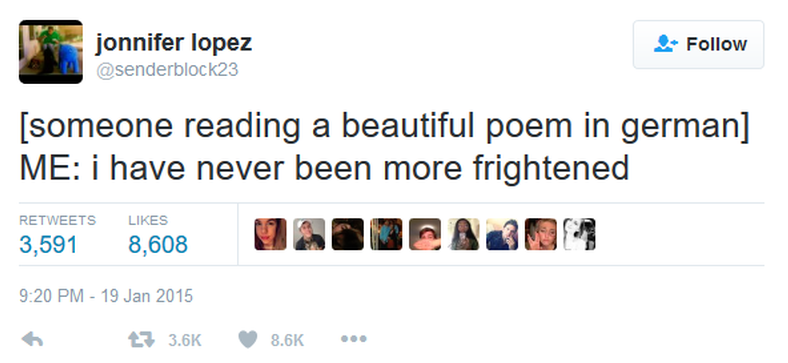 jonnifer lopez
@senderblock23
Follow
[someone reading a beautiful poem in german]
ME: i have never been more frightened
RETWEETS LIKES
3,591 8,608
9:20 PM - 19 Jan 2015
3.6K 8.6K